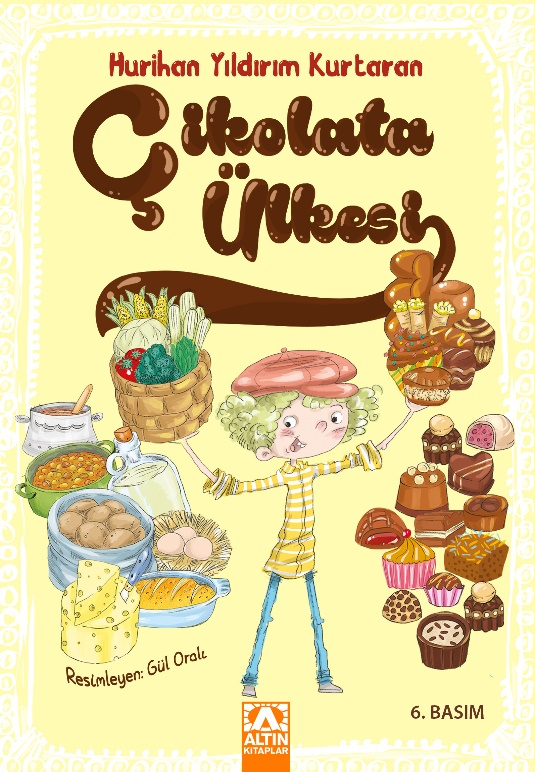 Hurihan Yıldırım Kurtaran
Çikolata
Ülkesi
Resimleyen: Gül Oralı
6. BASIM
ALTIN
KİTAPLAR